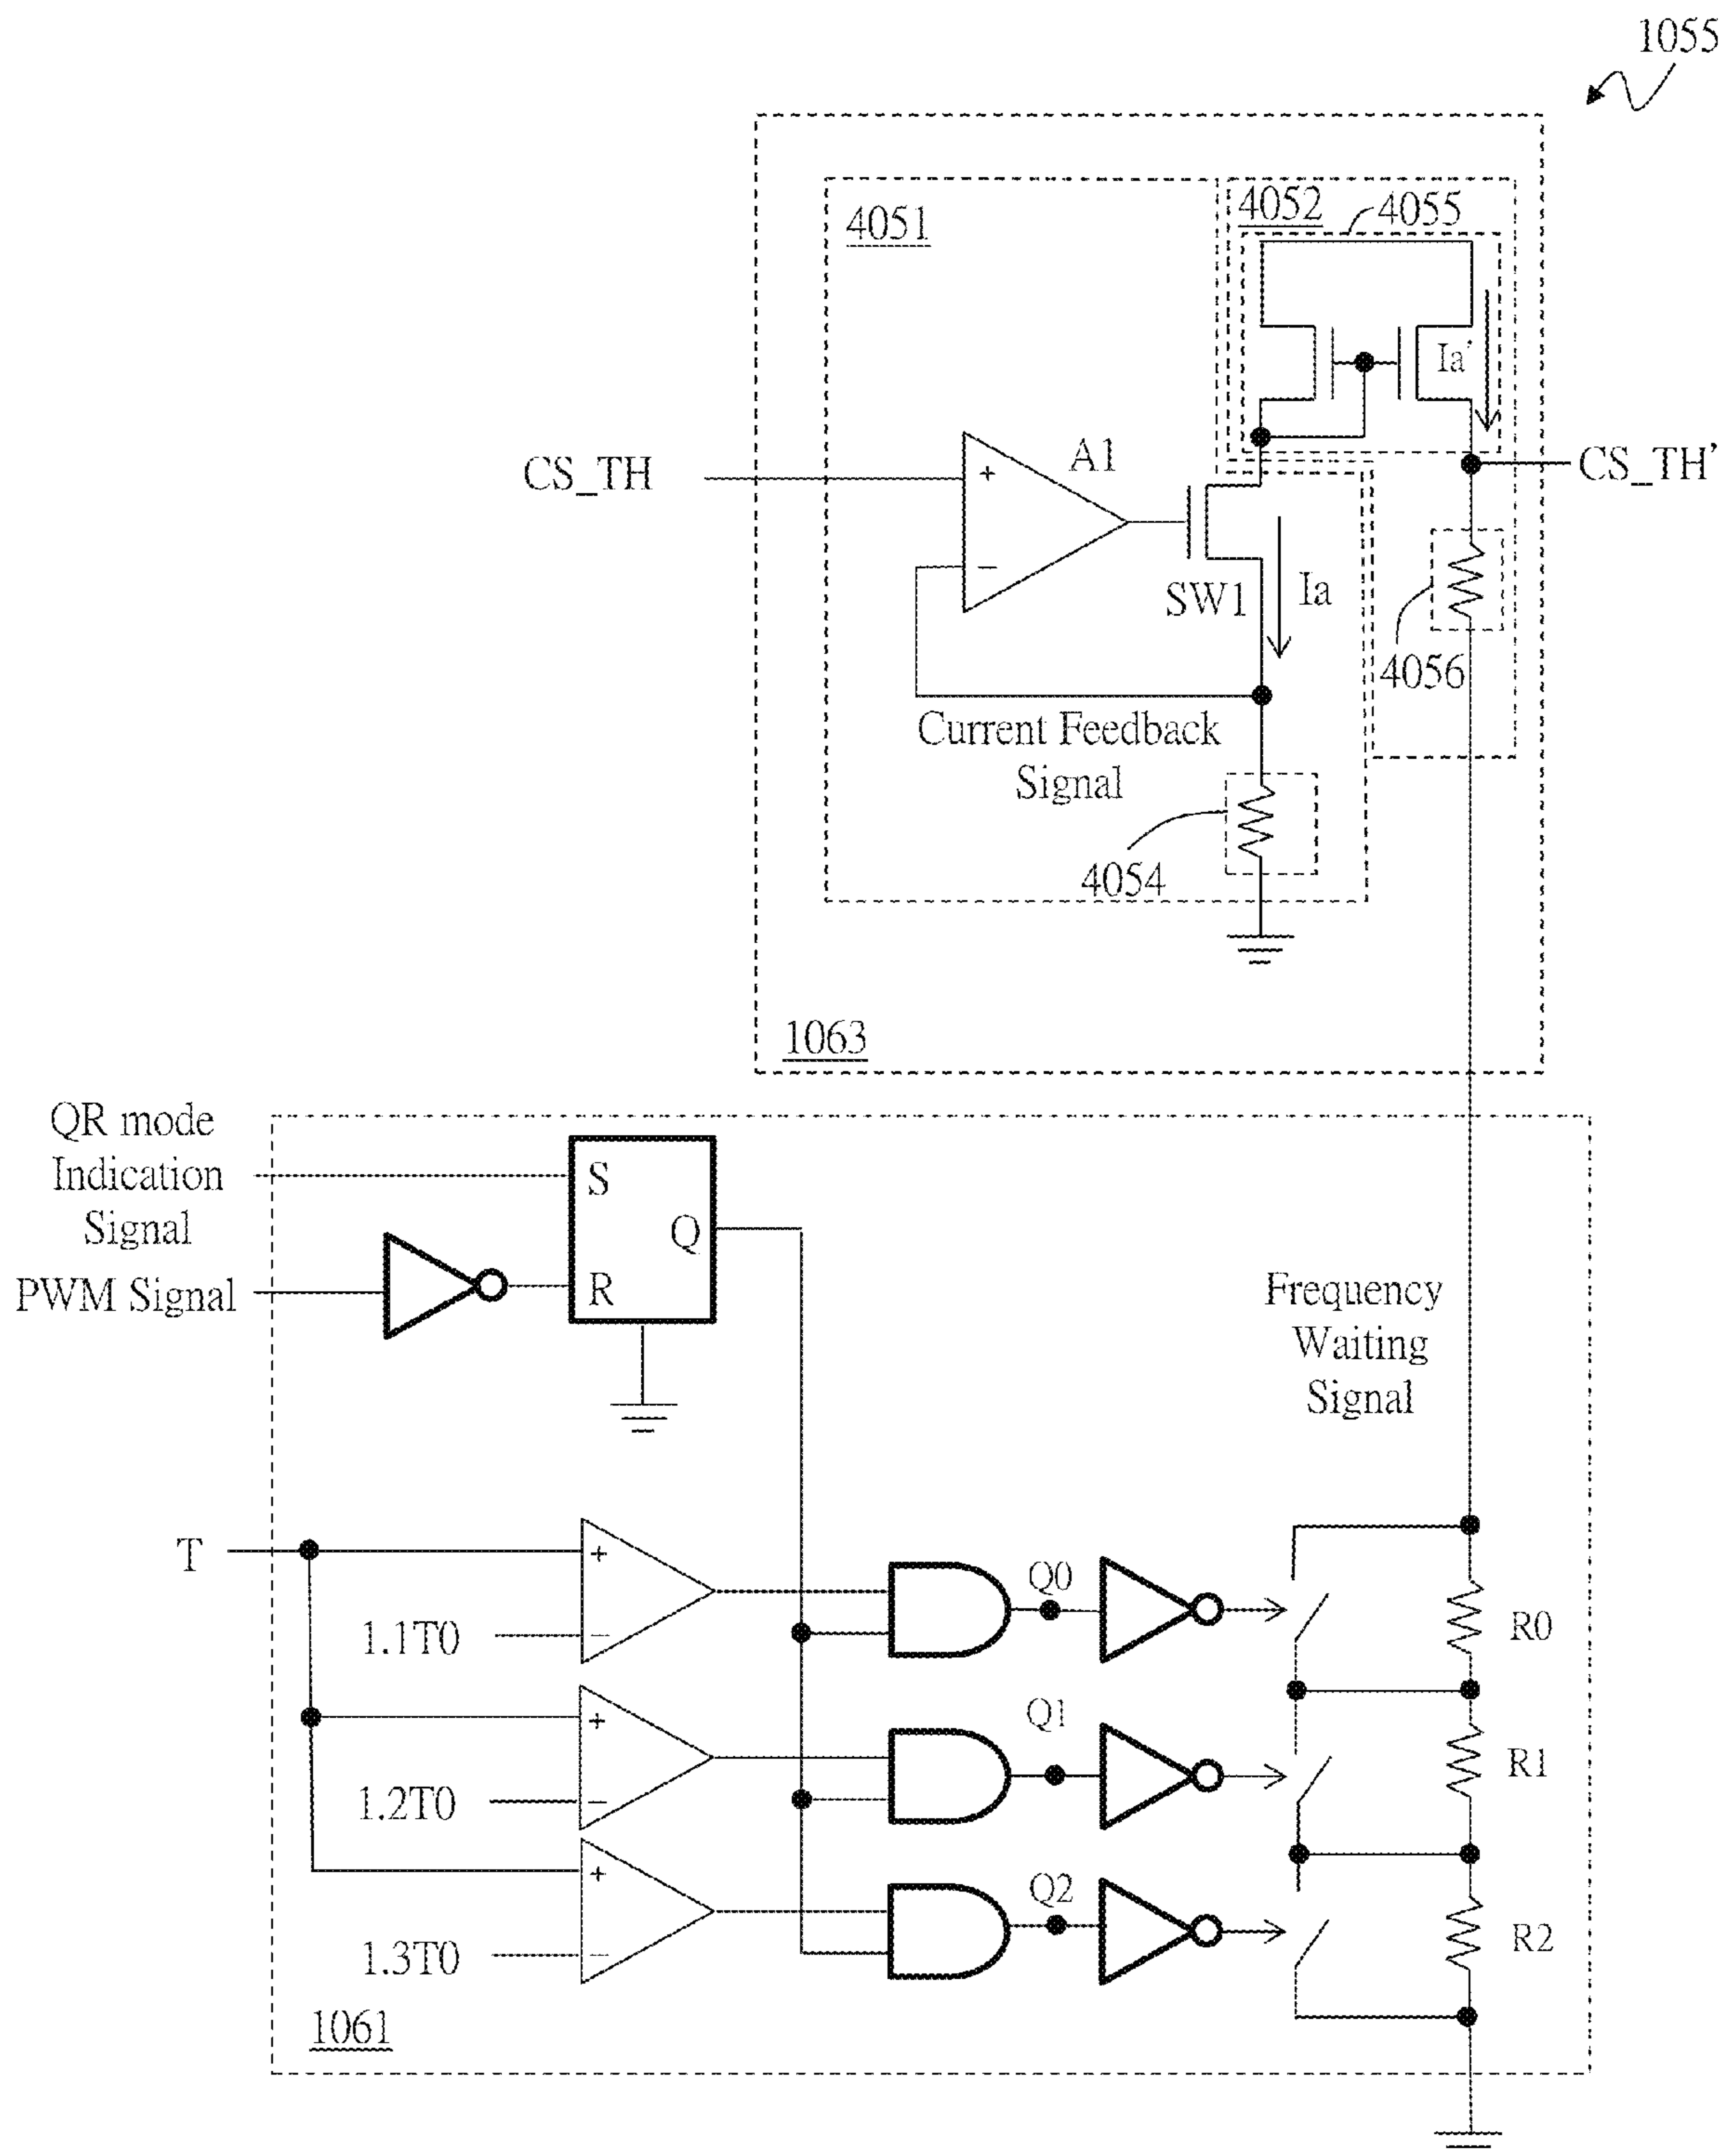 1055
4052
4055
4051
Ia'
A1
CS_TH
CS_TH'
+
−
SW1
Ia
4056
Current Feedback
Signal
4054
1063
QR mode
Indication
Signal
S
Q
R
PWM Signal
Frequency
Waiting
Signal
T
+
−
1.1T0
Q0
R0
+
−
1.2T0
Q1
R1
+
−
1.3T0
Q2
R2
1061